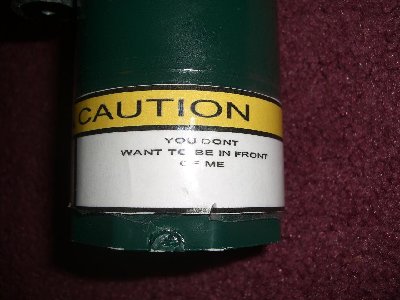 CAUTION
YOU DONT
WANT TO BE IN FRONT
OF ME